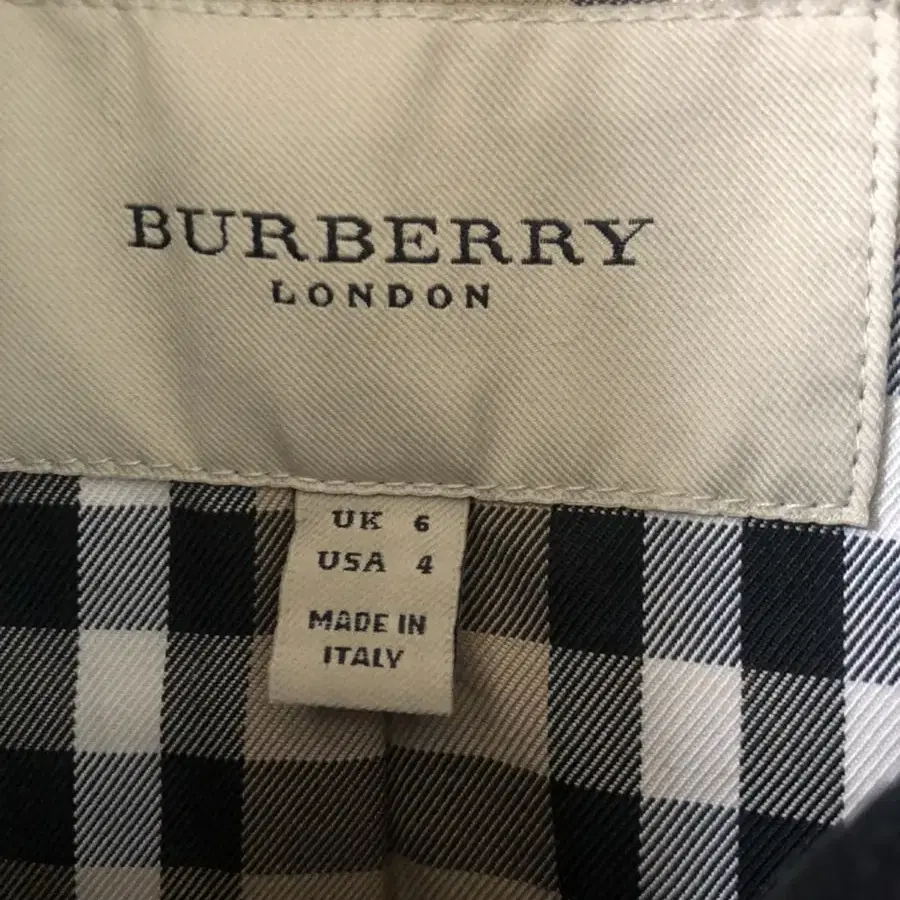 BURBERRY
LONDON
UK 6
USA 4
MADE IN
ITALY